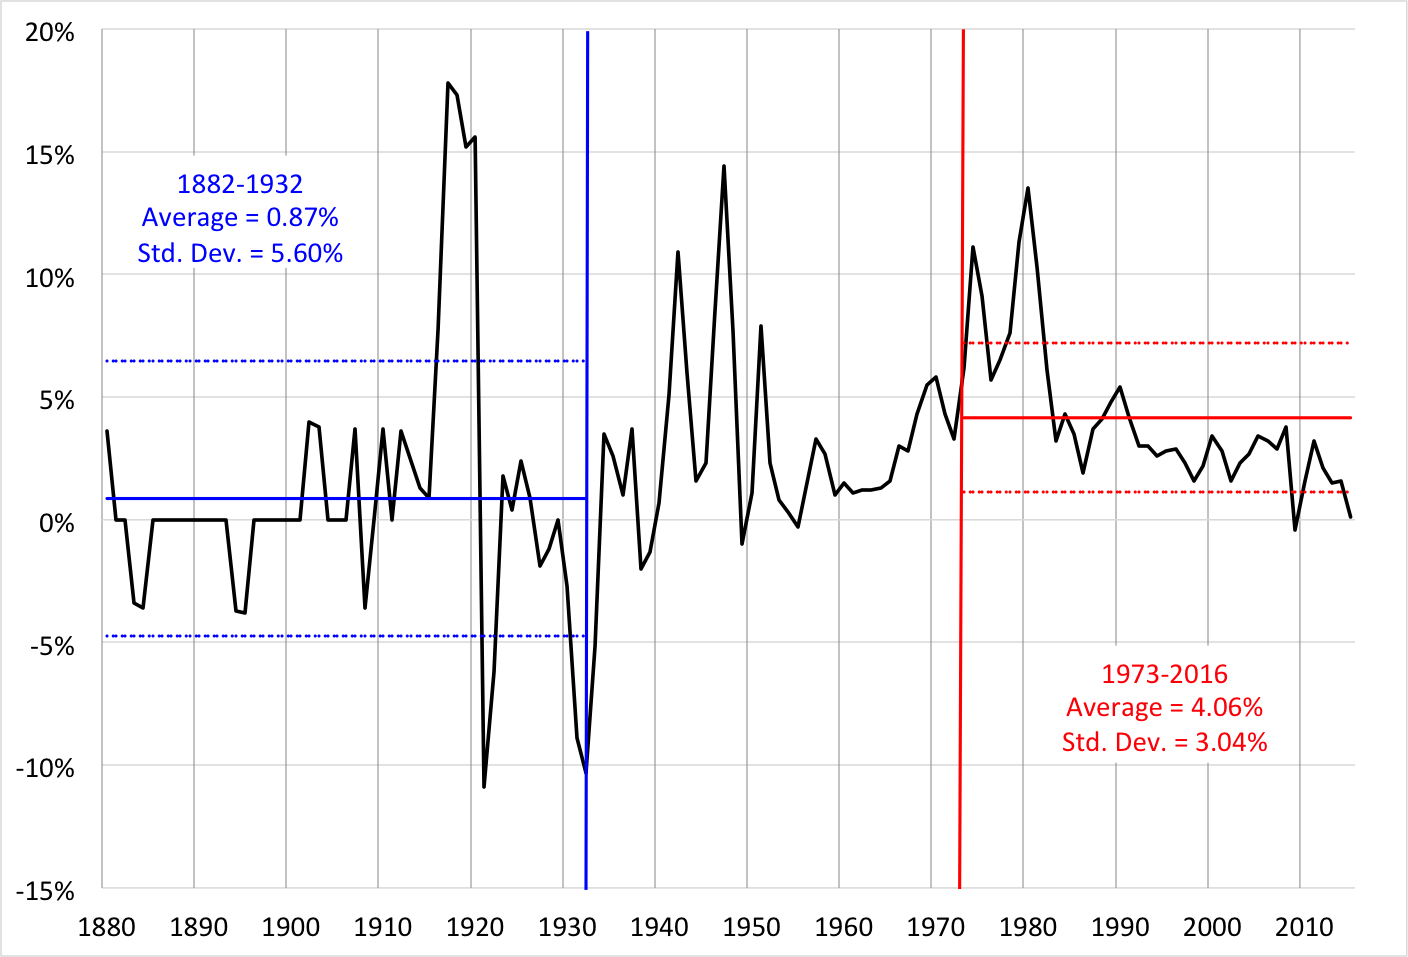 20%
15%
1882-1932
Average = 0.87%
Std. Dev. = 5.60%
10%
5%
0%
-5%
1973-2016
Average = 4.06%
Std. Dev. = 3.04%
-10%
-15%
1880 1890 1900 1910 1920 1930 1940 1950 1960 1970 1980 1990 2000 2010